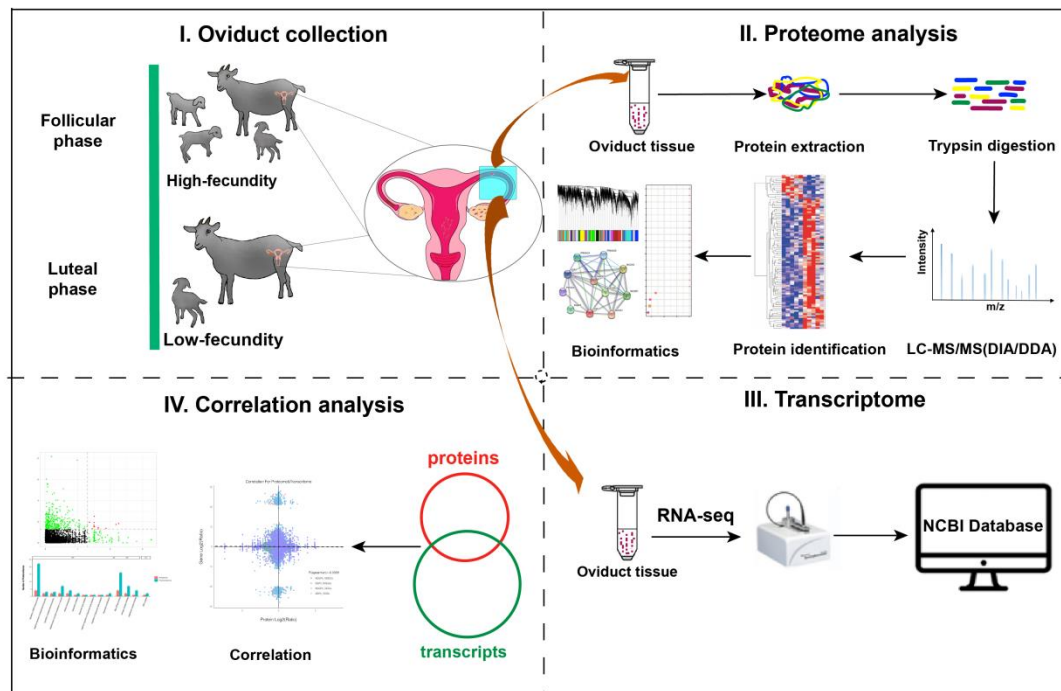 I. Oviduct collection
Follicular
phase
High-fecundity
Luteal
phase
Low-fecundity
II. Proteome analysis
Oviduct tissue
Protein extraction
Trypsin digestion
Intensity
m/z
Bioinformatics
Protein identification
LC-MS/MS(DIA/DDA)
IV. Correlation analysis
proteins
transcripts
Bioinformatics
Correlation
III. Transcriptome
RNA-seq
Oviduct tissue
NCBI Database